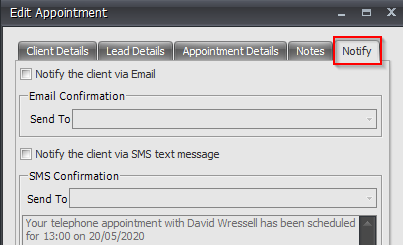 Edit Appointment
Client Details Lead Details Appointment Details Notes Notify
Notify the client via Email
Email Confirmation
Send To
Notify the client via SMS text message
SMS Confirmation
Send To
Your telephone appointment with David Wressell has been scheduled
for 13:00 on 20/05/2020